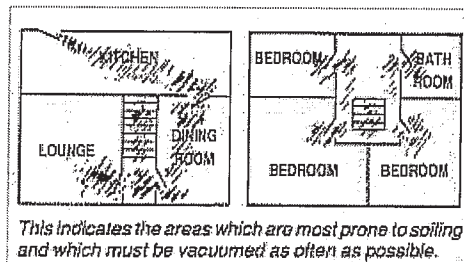 KITCHEN
LOUNGE
DINING
ROOM
BEDROOM
BATH
ROOM
BEDROOM
BEDROOM
This indicates the areas which are most prone to soiling
and which must be vacuumed as often as possible.